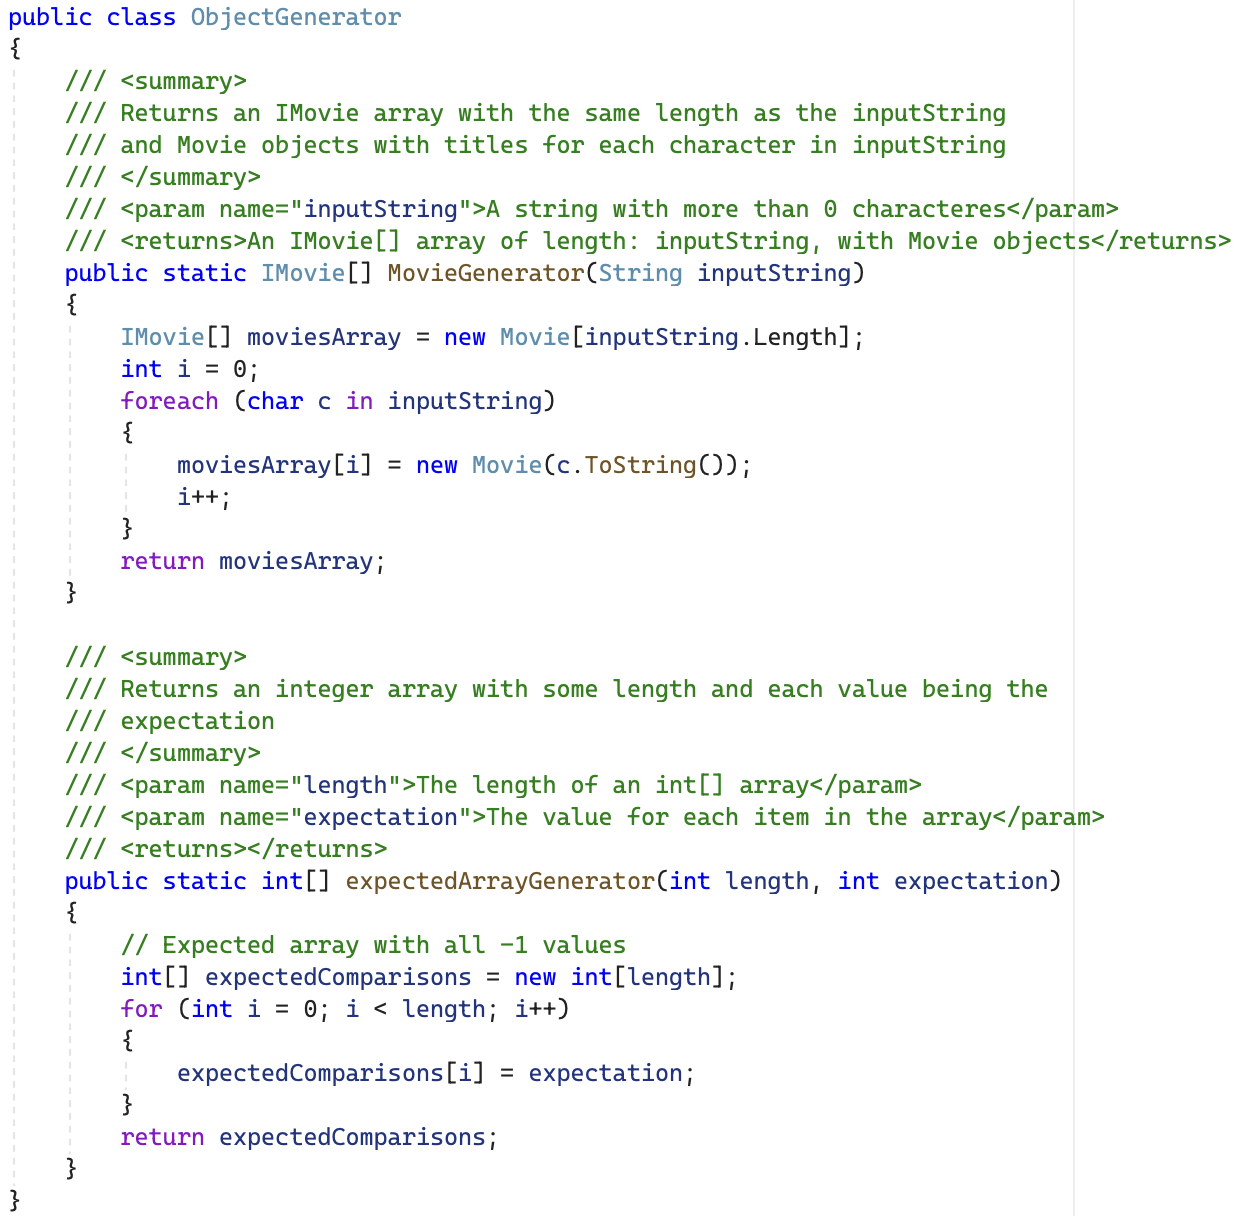 public class ObjectGenerator
{
    /// <summary>
    /// Returns an IMovie array with the same length as the inputString
    /// and Movie objects with titles for each character in inputString
    /// </summary>
    /// <param name="inputString">A string with more than 0 characteres</param>
    /// <returns>An IMovie[] array of length: inputString, with Movie objects</returns>
    public static IMovie[] MovieGenerator(String inputString)
    {
        IMovie[] moviesArray = new Movie[inputString.Length];
        int i = 0;
        foreach (char c in inputString)
        {
            moviesArray[i] = new Movie(c.ToString());
            i++;
        }
        return moviesArray;
    }

    /// <summary>
    /// Returns an integer array with some length and each value being the
    /// expectation
    /// </summary>
    /// <param name="length">The length of an int[] array</param>
    /// <param name="expectation">The value for each item in the array</param>
    /// <returns></returns>
    public static int[] expectedArrayGenerator(int length, int expectation)
    {
        // Expected array with all -1 values
        int[] expectedComparisons = new int[length];
        for (int i = 0; i < length; i++)
        {
            expectedComparisons[i] = expectation;
        }
        return expectedComparisons;
    }
}